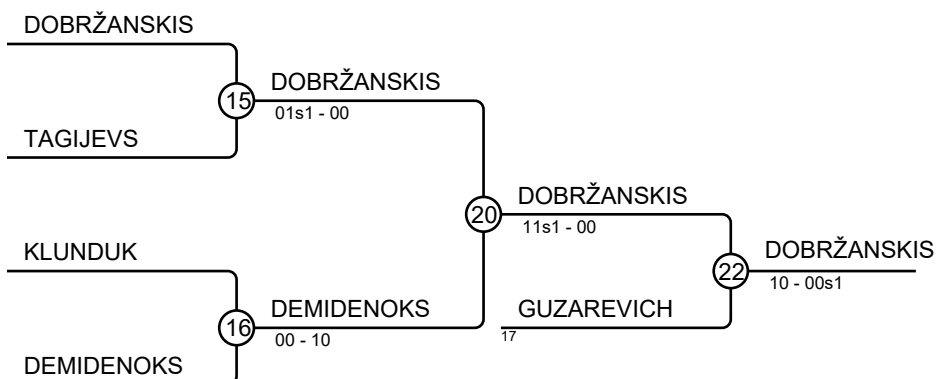 DOBRŽANSKIS
15
DOBRŽANSKIS
01s1 - 00
TAGIJEVS
20
DOBRŽANSKIS
11s1 - 00
KLUNDUK
22
DOBRŽANSKIS
10 - 00s1
16
DEMIDENOKS
00 - 10
GUZAREVICH
17
DEMIDENOKS